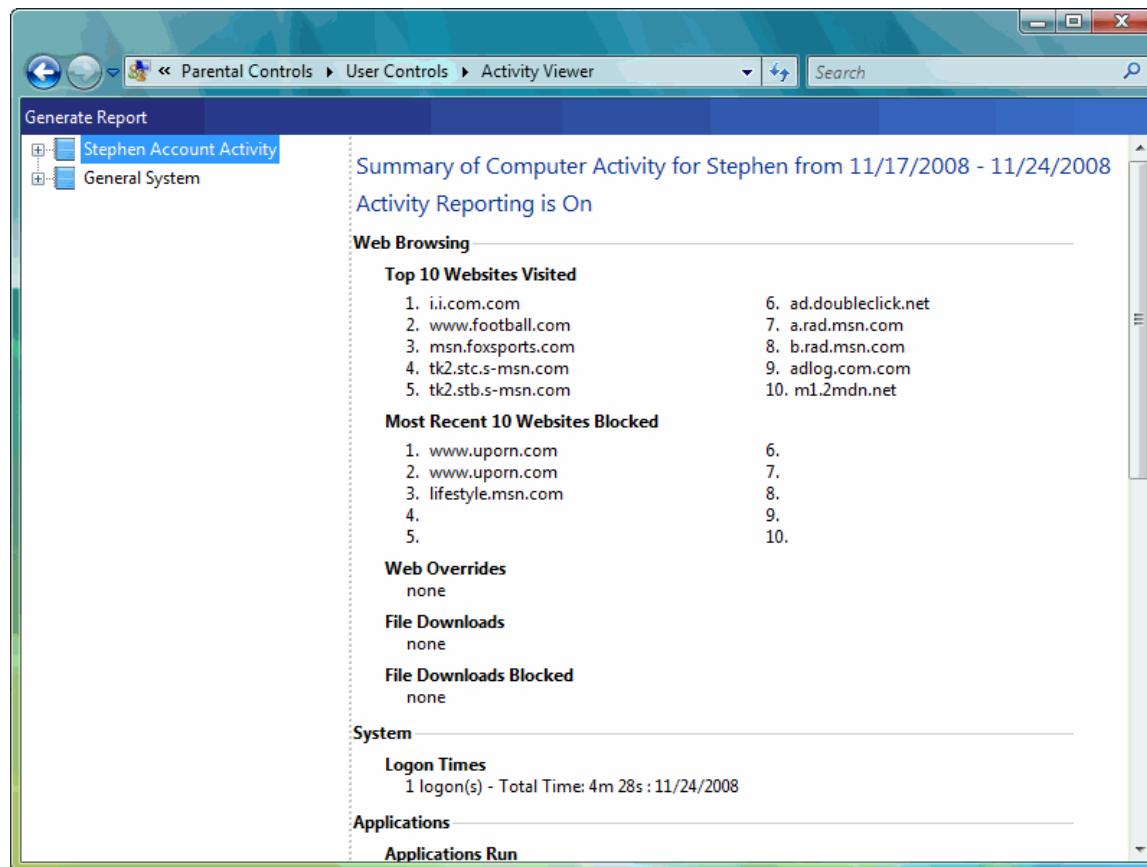 « Parental Controls ▸ User Controls ▸ Activity Viewer
Search
Generate Report
Stephen Account Activity
General System
Summary of Computer Activity for Stephen from 11/17/2008 - 11/24/2008
Activity Reporting is On
Web Browsing
Top 10 Websites Visited
1. i.i.com.com
2. www.football.com
3. msn.foxsports.com
4. tk2.stc.s-msn.com
5. tk2.stb.s-msn.com
6. ad.doubleclick.net
7. a.rad.msn.com
8. b.rad.msn.com
9. adlog.com.com
10. m1.2mdn.net
Most Recent 10 Websites Blocked
1. www.uporn.com
2. www.uporn.com
3. lifestyle.msn.com
4.
5.
6.
7.
8.
9.
10.
Web Overrides
none
File Downloads
none
File Downloads Blocked
none
System
Logon Times
1 logon(s) - Total Time: 4m 28s : 11/24/2008
Applications
Applications Run